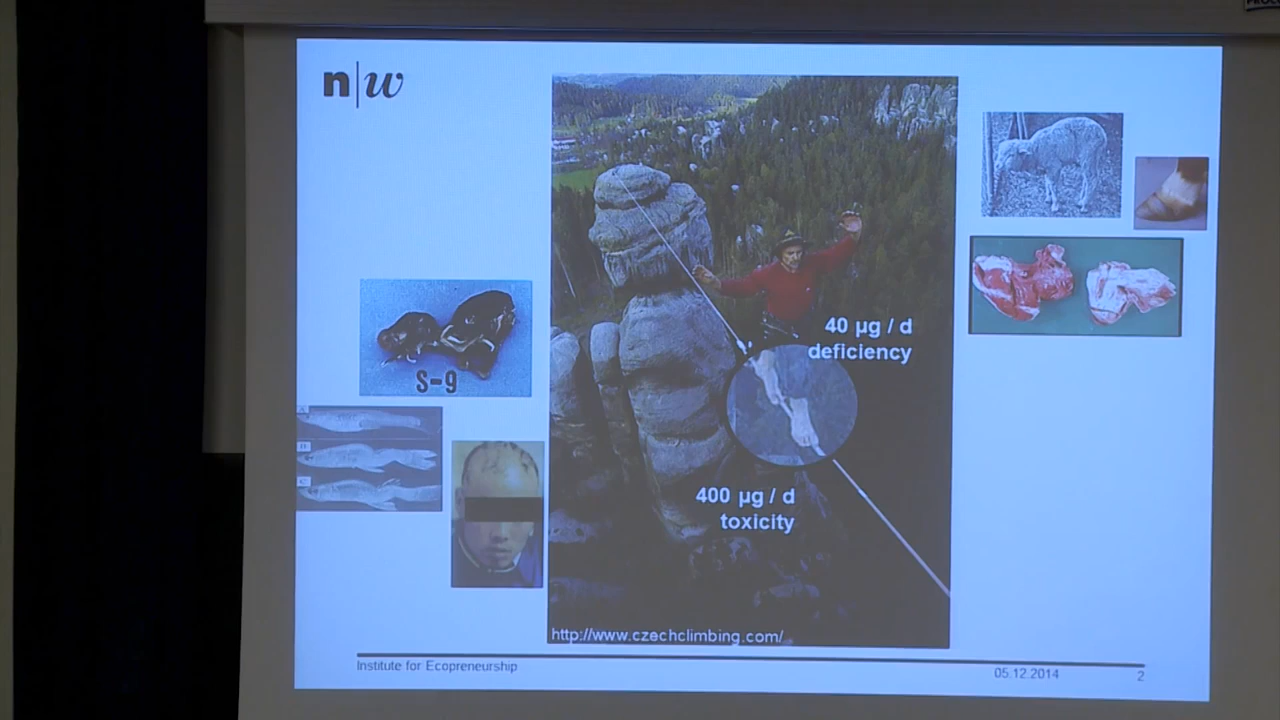 n|w
40 µg / d
deficiency
S-9
A
B
C
400 µg / d
toxicity
http://www.czechclimbing.com/
Institute for Ecopreneurship
05.12.2014
2